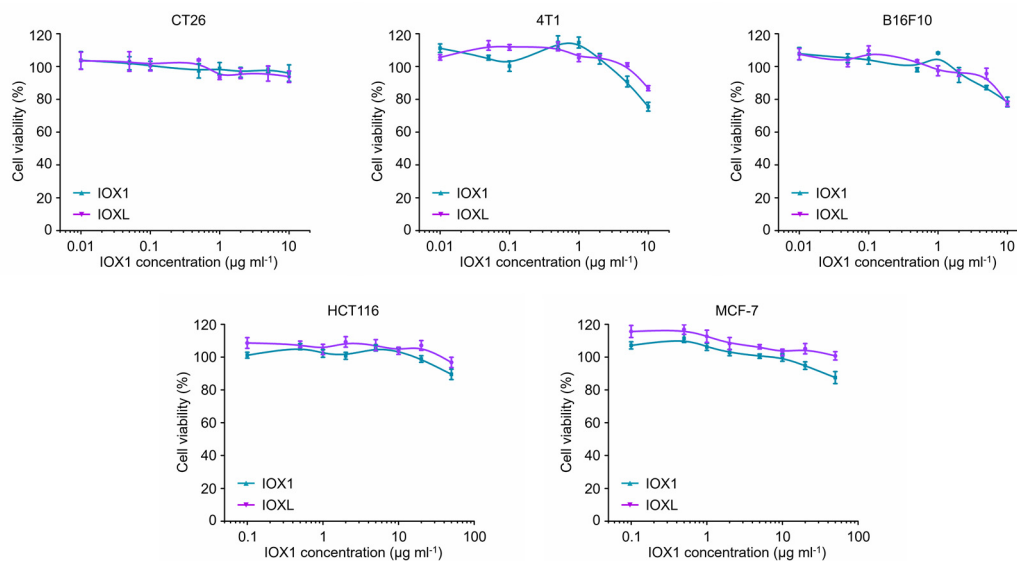 CT26
120
100
80
60
40
20
0
Cell viability (%)
IOX1
IOXL
0.01
0.1
1
10
IOX1 concentration (µg ml⁻¹)
4T1
120
100
80
60
40
20
0
Cell viability (%)
IOX1
IOXL
0.01
0.1
1
10
IOX1 concentration (µg ml⁻¹)
B16F10
120
100
80
60
40
20
0
Cell viability (%)
IOX1
IOXL
0.01
0.1
1
10
IOX1 concentration (µg ml⁻¹)
HCT116
120
100
80
60
40
20
0
Cell viability (%)
IOX1
IOXL
0.1
1
10
100
IOX1 concentration (µg ml⁻¹)
MCF-7
120
100
80
60
40
20
0
Cell viability (%)
IOX1
IOXL
0.1
1
10
100
IOX1 concentration (µg ml⁻¹)